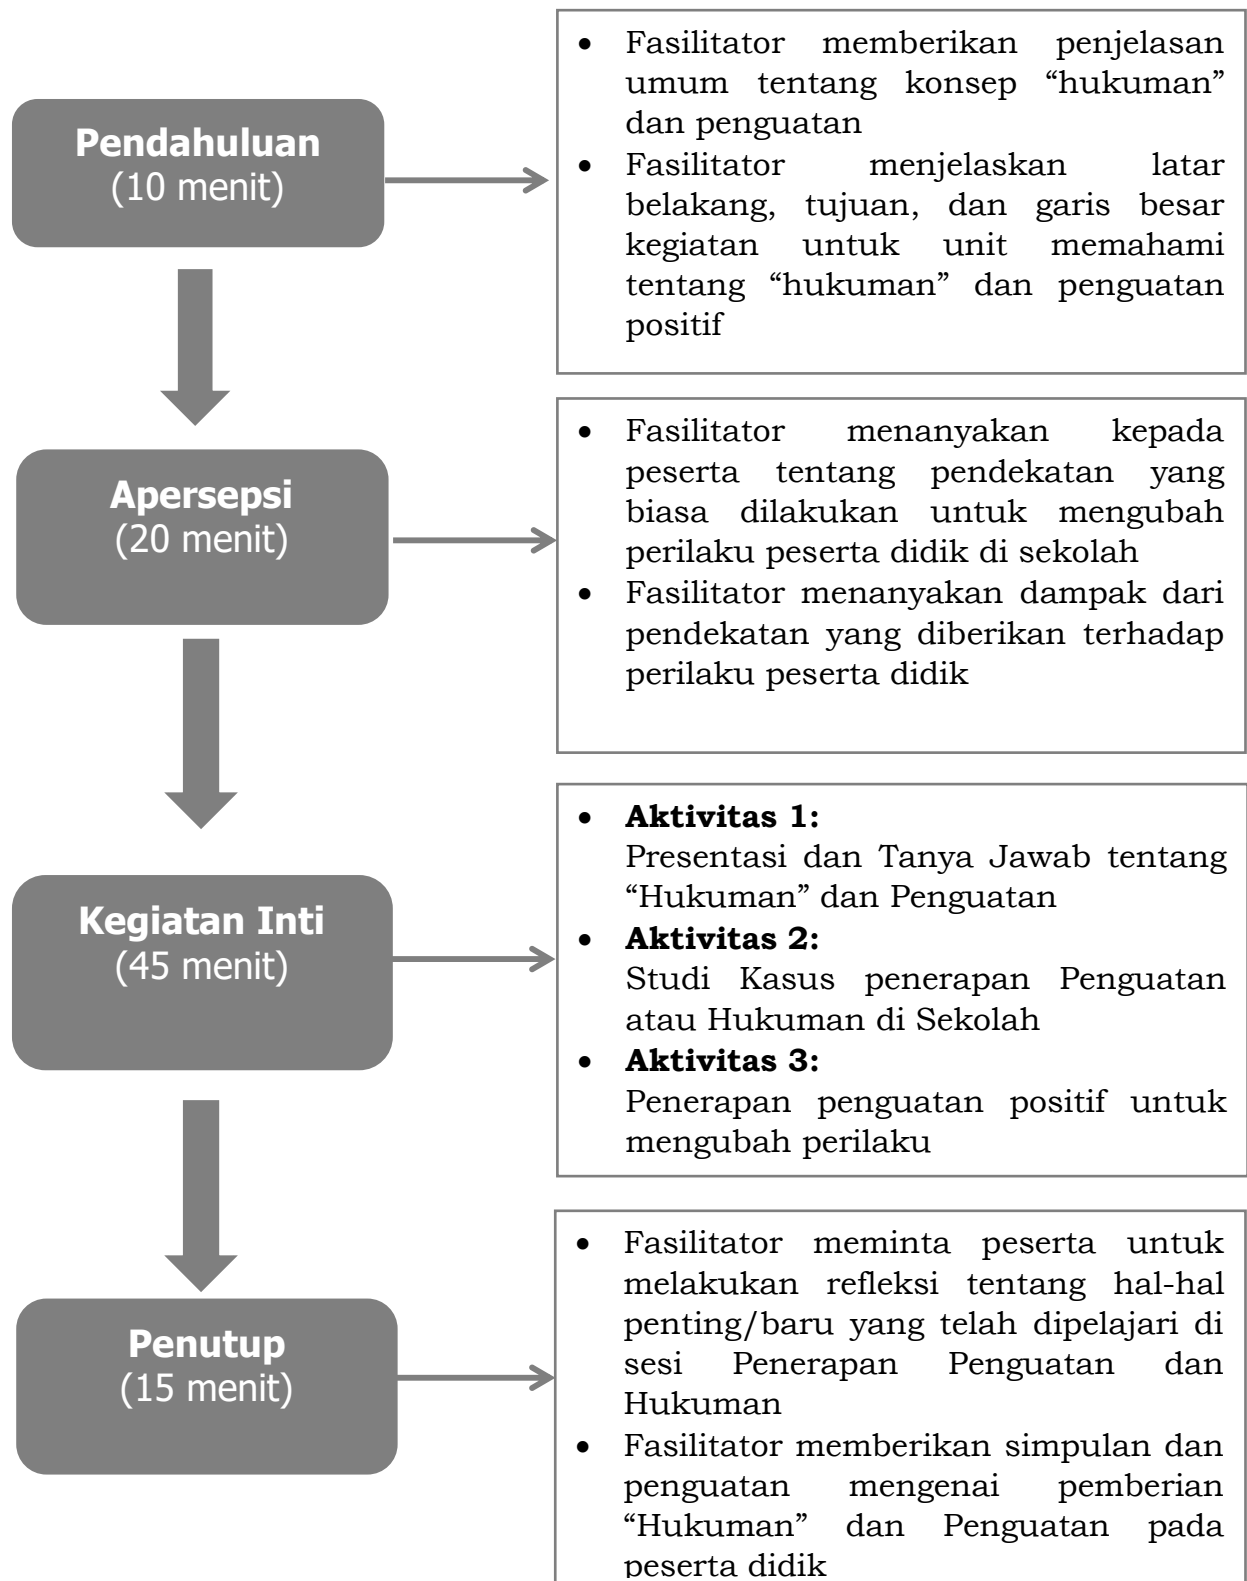 Pendahuluan
(10 menit)
• Fasilitator memberikan penjelasan
umum tentang konsep “hukuman”
dan penguatan
• Fasilitator menjelaskan latar
belakang, tujuan, dan garis besar
kegiatan untuk unit memahami
tentang “hukuman” dan penguatan
positif
Apersepsi
(20 menit)
• Fasilitator menanyakan kepada
peserta tentang pendekatan yang
biasa dilakukan untuk mengubah
perilaku peserta didik di sekolah
• Fasilitator menanyakan dampak dari
pendekatan yang diberikan terhadap
perilaku peserta didik
Kegiatan Inti
(45 menit)
• Aktivitas 1:
Presentasi dan Tanya Jawab tentang
“Hukuman” dan Penguatan
• Aktivitas 2:
Studi Kasus penerapan Penguatan
atau Hukuman di Sekolah
• Aktivitas 3:
Penerapan penguatan positif untuk
mengubah perilaku
Penutup
(15 menit)
• Fasilitator meminta peserta untuk
melakukan refleksi tentang hal-hal
penting/baru yang telah dipelajari di
sesi Penerapan Penguatan dan
Hukuman
• Fasilitator memberikan simpulan dan
penguatan mengenai pemberian
“Hukuman” dan Penguatan pada
peserta didik